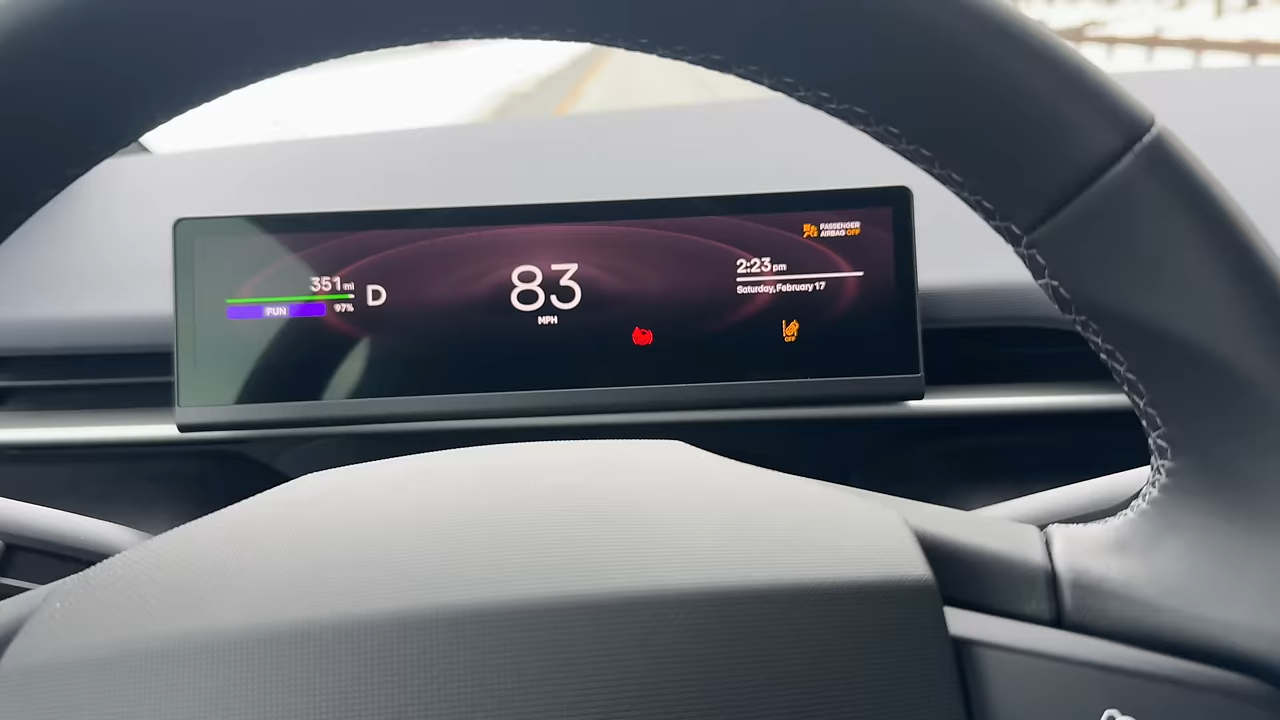 PASSENGER
AIRBAG OFF
351 mi
D
FUN
97%
83
MPH
2:23 pm
Saturday, February 17
OFF